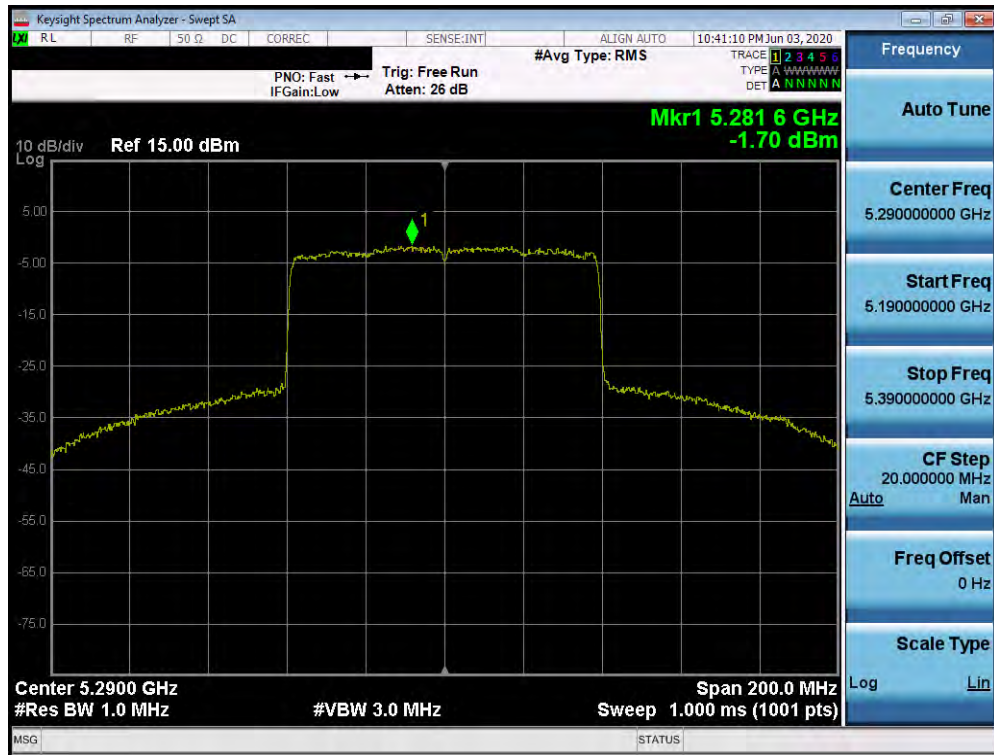 Keysight Spectrum Analyzer - Swept SA
LXI RL RF 50 Ω DC CORREC SENSE:INT ALIGN AUTO 10:41:10 PM Jun 03, 2020
#Avg Type: RMS TRACE 1 2 3 4 5 6
PNO: Fast Trig: Free Run TYPE A WWWWW
IFGain:Low Atten: 26 dB DET A N N N N N
Mkr1 5.281 6 GHz
-1.70 dBm
10 dB/div Ref 15.00 dBm
Log
1
5.00
-5.00
-15.0
-25.0
-35.0
-45.0
-55.0
-65.0
-75.0
Center 5.2900 GHz Span 200.0 MHz
#Res BW 1.0 MHz #VBW 3.0 MHz Sweep 1.000 ms (1001 pts)
MSG STATUS
Frequency
Auto Tune
Center Freq
5.290000000 GHz
Start Freq
5.190000000 GHz
Stop Freq
5.390000000 GHz
CF Step
20.000000 MHz
Auto Man
Freq Offset
0 Hz
Scale Type
Log Lin